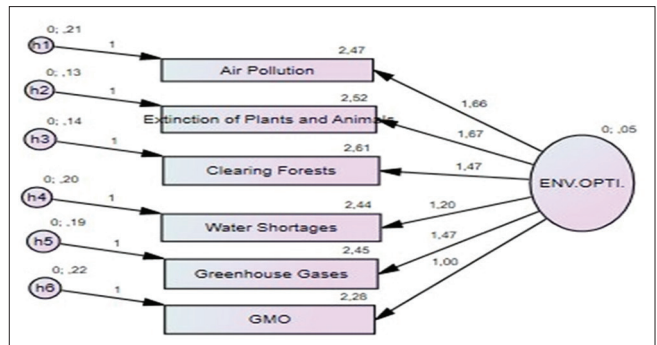 0; ,21
h1
1
2,47
Air Pollution
0; ,13
h2
1
2,52
Extinction of Plants and Animals
0; ,14
h3
1
2,61
Clearing Forests
0; ,20
h4
1
2,44
Water Shortages
0; ,19
h5
1
2,45
Greenhouse Gases
0; ,22
h6
1
2,28
GMO
1,66
1,67
1,47
1,20
1,47
1,00
0; ,05
ENV.OPTI.